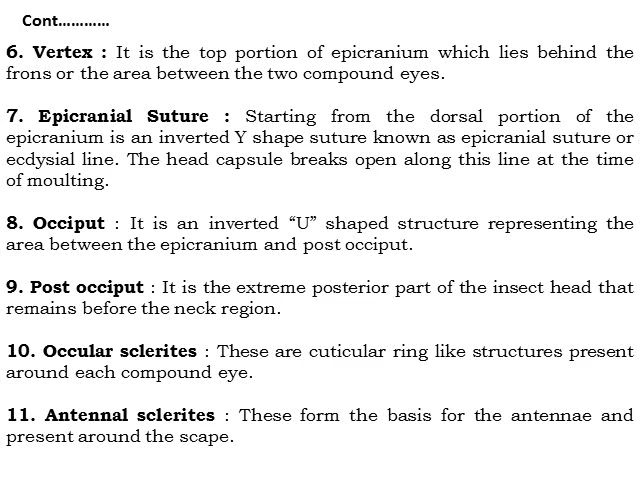 Cont…………
6. Vertex : It is the top portion of epicranium which lies behind the
frons or the area between the two compound eyes.
7. Epicranial Suture : Starting from the dorsal portion of the
epicranium is an inverted Y shape suture known as epicranial suture or
ecdysial line. The head capsule breaks open along this line at the time
of moulting.
8. Occiput : It is an inverted “U” shaped structure representing the
area between the epicranium and post occiput.
9. Post occiput : It is the extreme posterior part of the insect head that
remains before the neck region.
10. Occular sclerites : These are cuticular ring like structures present
around each compound eye.
11. Antennal sclerites : These form the basis for the antennae and
present around the scape.